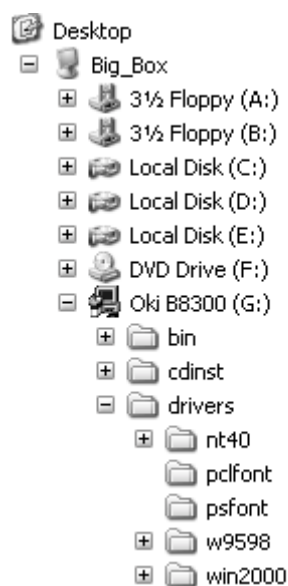 Desktop
Big_Box
3½ Floppy (A:)
3½ Floppy (B:)
Local Disk (C:)
Local Disk (D:)
Local Disk (E:)
DVD Drive (F:)
Oki B8300 (G:)
bin
cdinst
drivers
nt40
pclfont
psfont
w9598
win2000